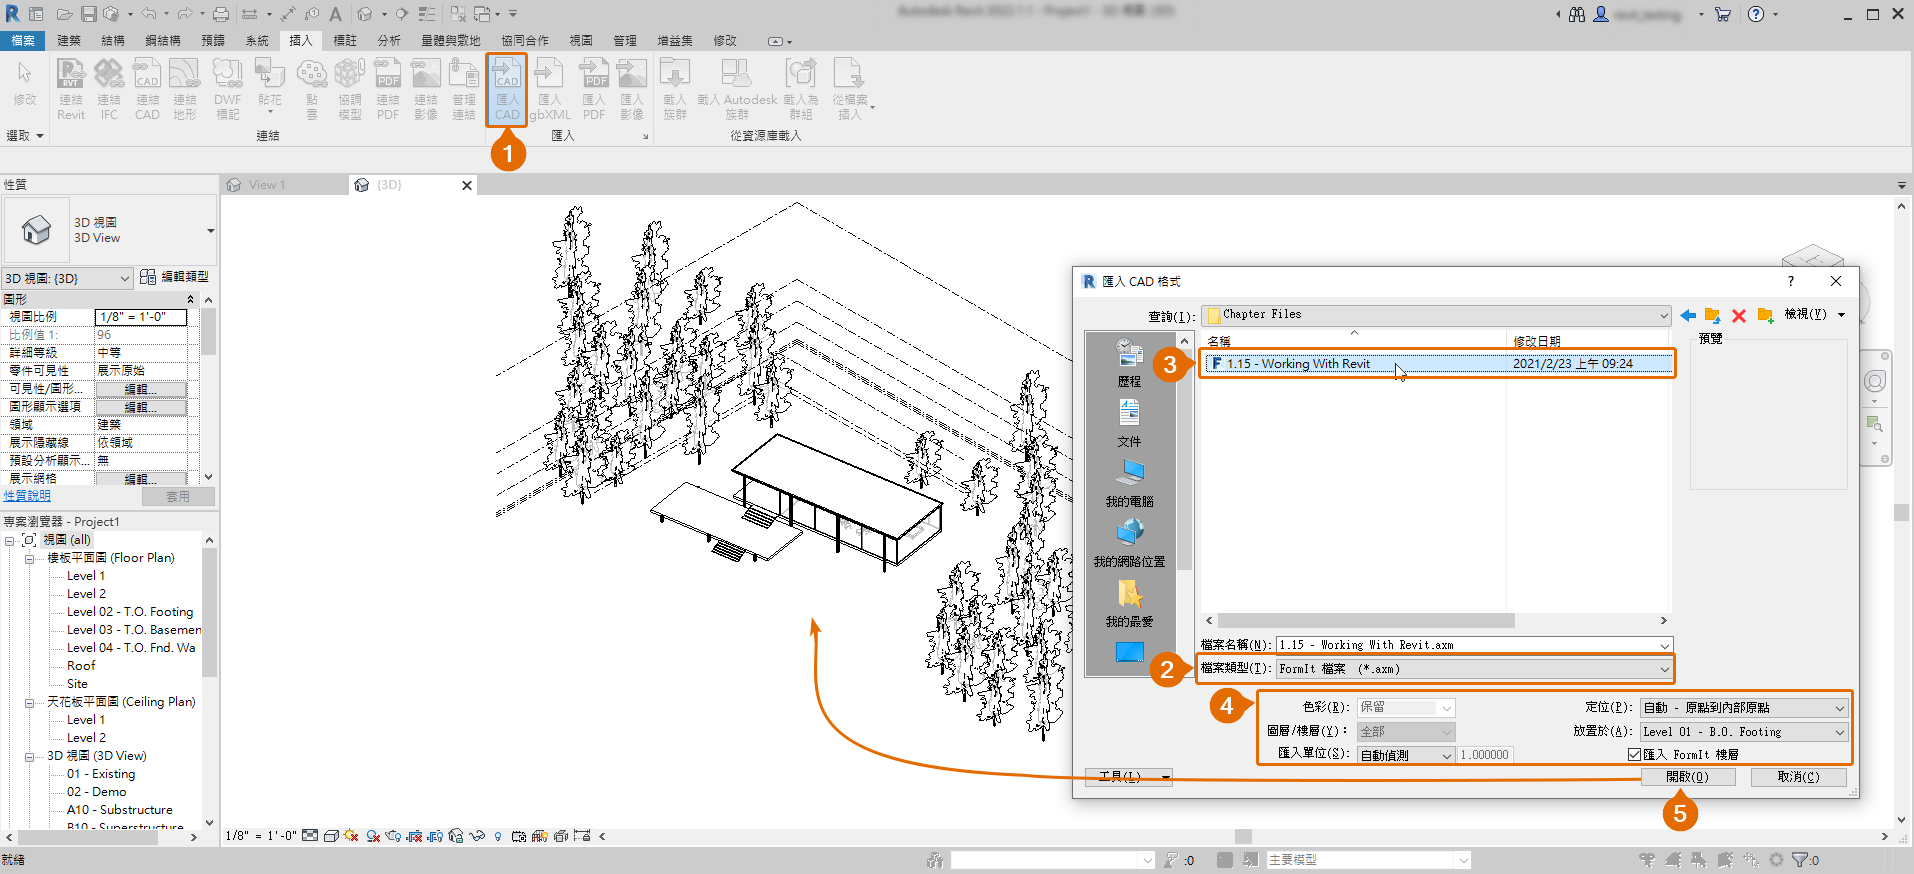 檔案 建築 結構 鋼結構 預鑄 系統 插入 標註 分析 量體與敷地 協同合作 視圖 管理 增益集 修改
修改
連結 Revit
連結 IFC
連結 CAD
連結 地形
DWF 標記
貼花
點 雲
協調 模型
連結 PDF
連結 影像
管理 連結
匯入 CAD
匯入 gbXML
匯入 PDF
匯入 影像
載入 族群
載入 Autodesk 族群
載入為 群組
從檔案 插入
選取
連結
匯入
從資源庫載入
1
性質
View 1
{3D}
3D 視圖
3D View
3D 視圖: {3D}
編輯類型
圖形
視圖比例 1/8" = 1'-0"
比例值 1: 96
詳細等級 中等
零件可見性 展示原始
可見性/圖形... 編輯...
圖形顯示選項 編輯...
領域 建築
展示隱藏線 依領域
預設分析顯示... 無
展示網格 編輯...
性質說明 套用
專案瀏覽器 - Project1
視圖 (all)
樓板平面圖 (Floor Plan)
Level 1
Level 2
Level 02 - T.O. Footing
Level 03 - T.O. Basemen
Level 04 - T.O. Fnd. Wa
Roof
Site
天花板平面圖 (Ceiling Plan)
Level 1
Level 2
3D 視圖 (3D View)
01 - Existing
02 - Demo
A10 - Substructure
B10 - Superstructure
匯入 CAD 格式
查詢(I): Chapter Files
檢視(V)
名稱 修改日期
預覽
3
1.15 - Working With Revit 2021/2/23 上午 09:24
歷程
文件
我的電腦
我的網路位置
我的最愛
檔案名稱(N): 1.15 - Working With Revit.axm
2
檔案類型(T): FormIt 檔案 (*.axm)
4
色彩(R): 保留
定位(P): 自動 - 原點到內部原點
圖層/樓層(Y): 全部
放置於(A): Level 01 - B.O. Footing
匯入單位(S): 自動偵測 1.000000
匯入 FormIt 樓層
工具(L)
開啟(O)
取消(C)
5
1/8" = 1'-0"
就緒
:0
主要模型
:0